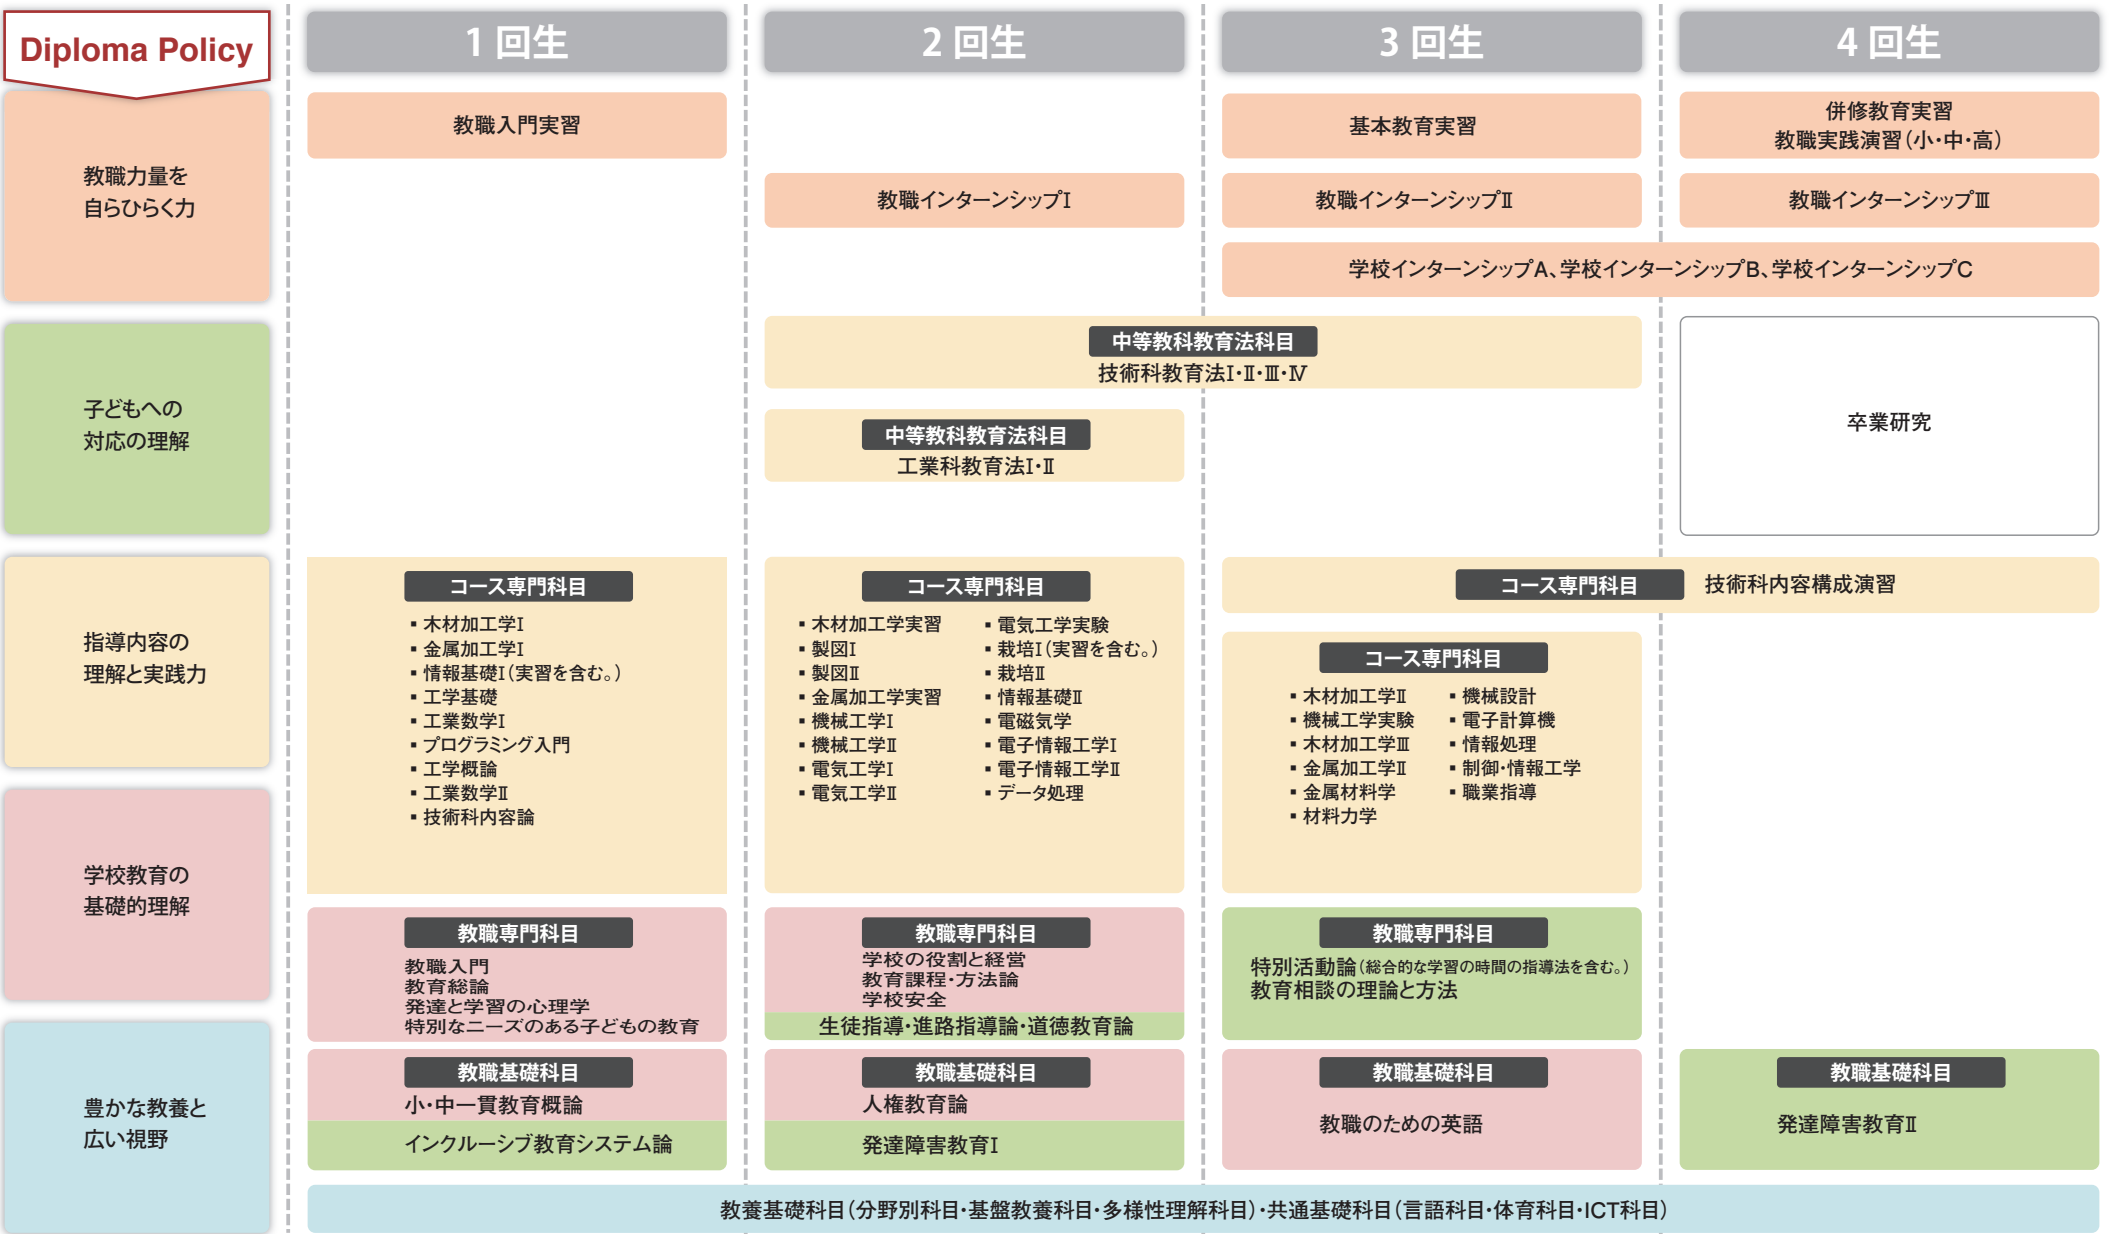 Diploma Policy
1回生
2回生
3回生
4回生
教職力量を
自らひらく力
教職入門実習
基本教育実習
併修教育実習
教職実践演習(小・中・高)
教職インターンシップⅠ
教職インターンシップⅡ
教職インターンシップⅢ
学校インターンシップA、学校インターンシップB、学校インターンシップC
子どもへの
対応の理解
中等教科教育法科目
技術科教育法Ⅰ・Ⅱ・Ⅲ・Ⅳ
中等教科教育法科目
工業科教育法Ⅰ・Ⅱ
卒業研究
指導内容の
理解と実践力
コース専門科目
▪ 木材加工学Ⅰ
▪ 金属加工学Ⅰ
▪ 情報基礎Ⅰ(実習を含む。)
▪ 工学基礎
▪ 工業数学Ⅰ
▪ プログラミング入門
▪ 工学概論
▪ 工業数学Ⅱ
▪ 技術科内容論
コース専門科目
▪ 木材加工学実習
▪ 製図Ⅰ
▪ 製図Ⅱ
▪ 金属加工学実習
▪ 機械工学Ⅰ
▪ 機械工学Ⅱ
▪ 電気工学Ⅰ
▪ 電気工学Ⅱ
▪ 電気工学実験
▪ 栽培Ⅰ(実習を含む。)
▪ 栽培Ⅱ
▪ 情報基礎Ⅱ
▪ 電磁気学
▪ 電子情報工学Ⅰ
▪ 電子情報工学Ⅱ
▪ データ処理
コース専門科目 技術科内容構成演習
コース専門科目
▪ 木材加工学Ⅱ
▪ 機械工学実験
▪ 木材加工学Ⅲ
▪ 金属加工学Ⅱ
▪ 金属材料学
▪ 材料力学
▪ 機械設計
▪ 電子計算機
▪ 情報処理
▪ 制御・情報工学
▪ 職業指導
学校教育の
基礎的理解
教職専門科目
教職入門
教育総論
発達と学習の心理学
特別なニーズのある子どもの教育
教職専門科目
学校の役割と経営
教育課程・方法論
学校安全
生徒指導・進路指導論・道徳教育論
教職専門科目
特別活動論(総合的な学習の時間の指導法を含む。)
教育相談の理論と方法
豊かな教養と
広い視野
教職基礎科目
小・中一貫教育概論
インクルーシブ教育システム論
教職基礎科目
人権教育論
発達障害教育Ⅰ
教職基礎科目
教職のための英語
教職基礎科目
発達障害教育Ⅱ
教養基礎科目(分野別科目・基盤教養科目・多様性理解科目)・共通基礎科目(言語科目・体育科目・ICT科目)